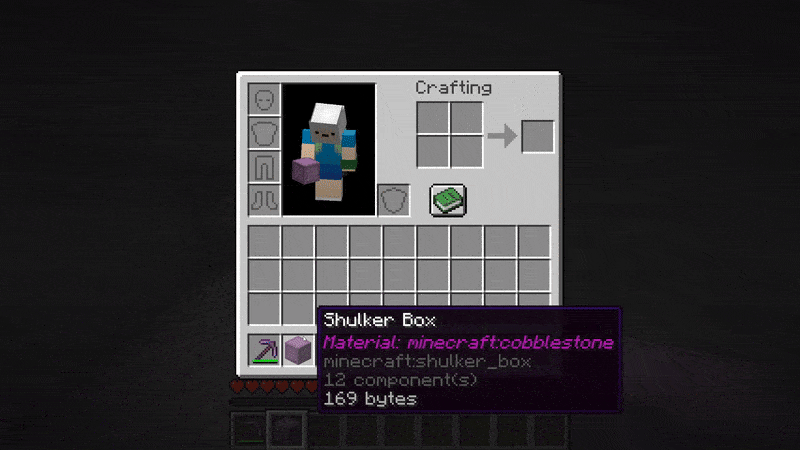 Crafting
Shulker Box
Material: minecraft:cobblestone
minecraft:shulker_box
12 component(s)
169 bytes